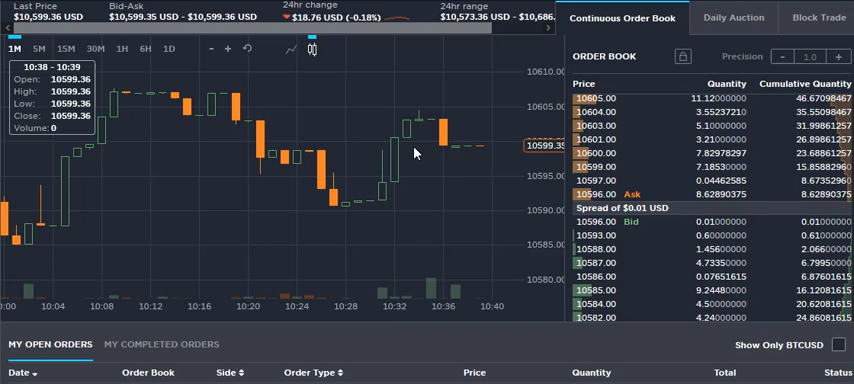 Last Price Bid-Ask 24hr change 24hr range
$10,599.36 USD $10,599.35 USD - $10,599.36 USD $18.76 USD (-0.18%) $10,573.36 USD - $10,686.
Continuous Order Book Daily Auction Block Trade
1M 5M 15M 30M 1H 6H 1D - +
10:38 - 10:39
Open: 10599.36
High: 10599.36
Low: 10599.36
Close: 10599.36
Volume: 0
10610.00
10605.00
10599.35
10595.00
10590.00
10585.00
10580.00
0:00 10:04 10:08 10:12 10:16 10:20 10:24 10:28 10:32 10:36 10:40
ORDER BOOK Precision - 1.0 +
Price Quantity Cumulative Quantity
10605.00 11.12000000 46.67098467
10604.00 3.55237210 35.55098467
10603.00 5.10000000 31.99861257
10601.00 3.21000000 26.89861257
10600.00 7.82978297 23.68861257
10599.00 7.18530000 15.85882960
10597.00 0.04462585 8.67352960
10596.00 Ask 8.62890375 8.62890375
Spread of $0.01 USD
10596.00 Bid 0.01000000 0.01000000
10593.00 0.60000000 0.61000000
10588.00 1.45600000 2.06600000
10587.00 4.73350000 6.79950000
10586.00 0.07651615 6.87601615
10585.00 9.24480000 16.12081615
10584.00 4.50000000 20.62081615
10582.00 4.24000000 24.86081615
MY OPEN ORDERS MY COMPLETED ORDERS Show Only BTCUSD
Date Order Book Side Order Type Price Quantity Total Status